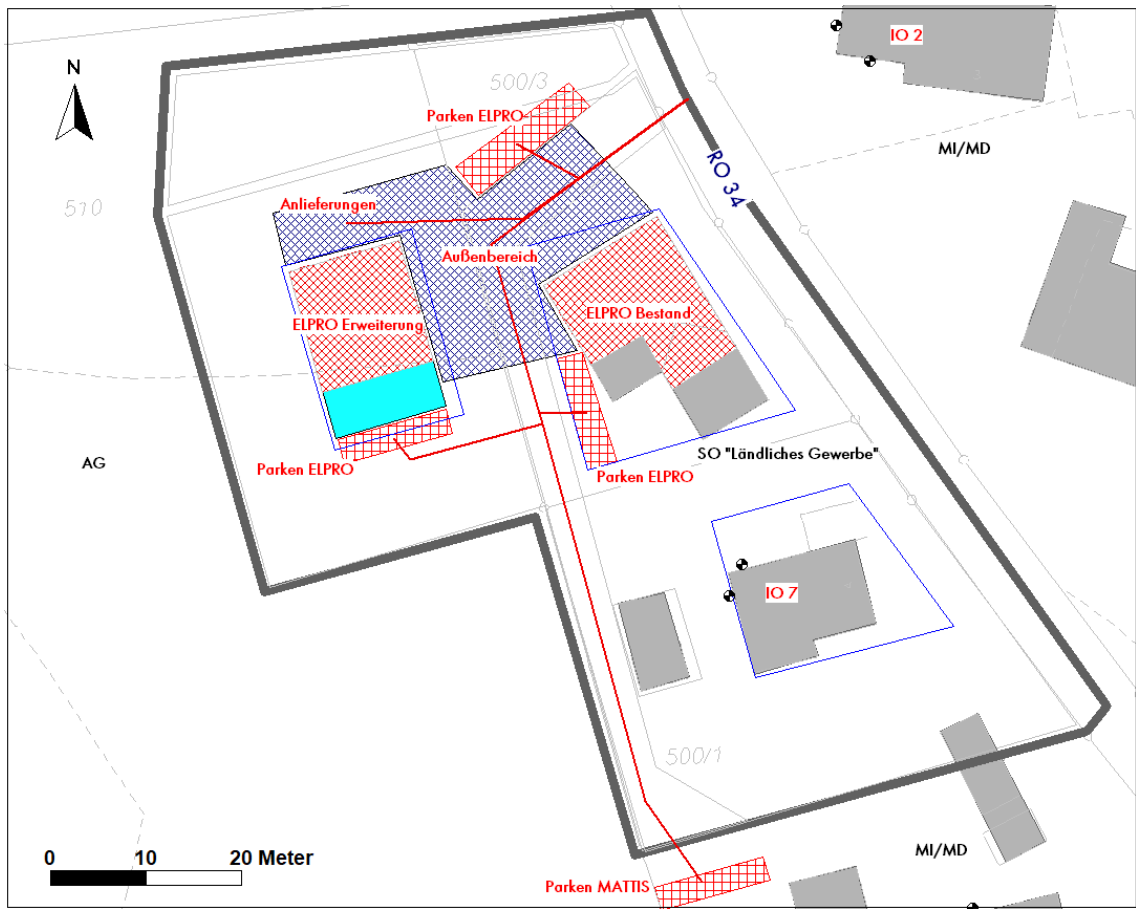 IO 2
N
500/3
Parken ELPRO
MI/MD
RO 34
510
Anlieferungen
Außenbereich
ELPRO Bestand
ELPRO Erweiterung
SO "Ländliches Gewerbe"
AG
Parken ELPRO
Parken ELPRO
IO 7
500/1
MI/MD
0 10 20 Meter
Parken MATTIS